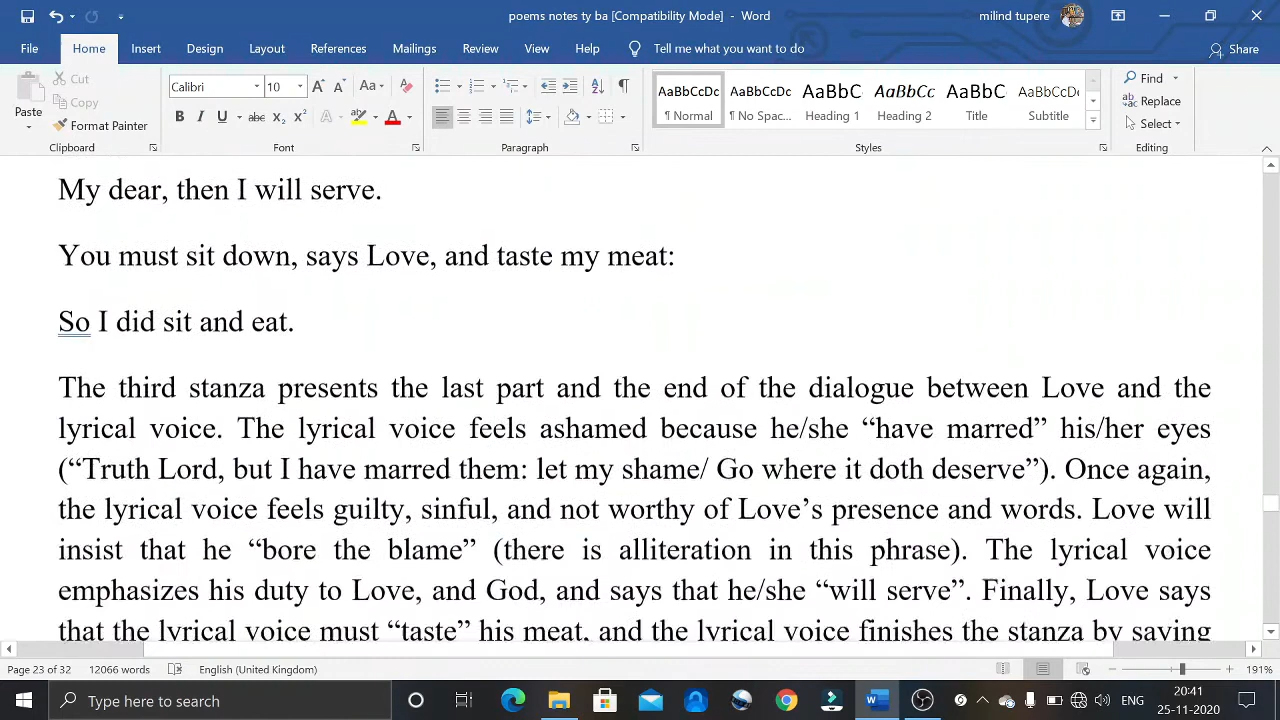 poems notes ty ba [Compatibility Mode] - Word
milind tupere
File Home Insert Design Layout References Mailings Review View Help Tell me what you want to do Share
Paste
Cut
Copy
Format Painter
Clipboard
Calibri 10
B I U abc x₂ x²
Font
Paragraph
AaBbCcDc AaBbCcDc AaBbC AaBbCc AaBbC AaBbCcDc
¶ Normal ¶ No Spac... Heading 1 Heading 2 Title Subtitle
Styles
Find
Replace
Select
Editing
My dear, then I will serve.
You must sit down, says Love, and taste my meat:
So I did sit and eat.
The third stanza presents the last part and the end of the dialogue between Love and the
lyrical voice. The lyrical voice feels ashamed because he/she “have marred” his/her eyes
(“Truth Lord, but I have marred them: let my shame/ Go where it doth deserve”). Once again,
the lyrical voice feels guilty, sinful, and not worthy of Love’s presence and words. Love will
insist that he “bore the blame” (there is alliteration in this phrase). The lyrical voice
emphasizes his duty to Love, and God, and says that he/she “will serve”. Finally, Love says
that the lyrical voice must “taste” his meat, and the lyrical voice finishes the stanza by saying
Page 23 of 32 12066 words English (United Kingdom) 191%
Type here to search
ENG
20:41
25-11-2020